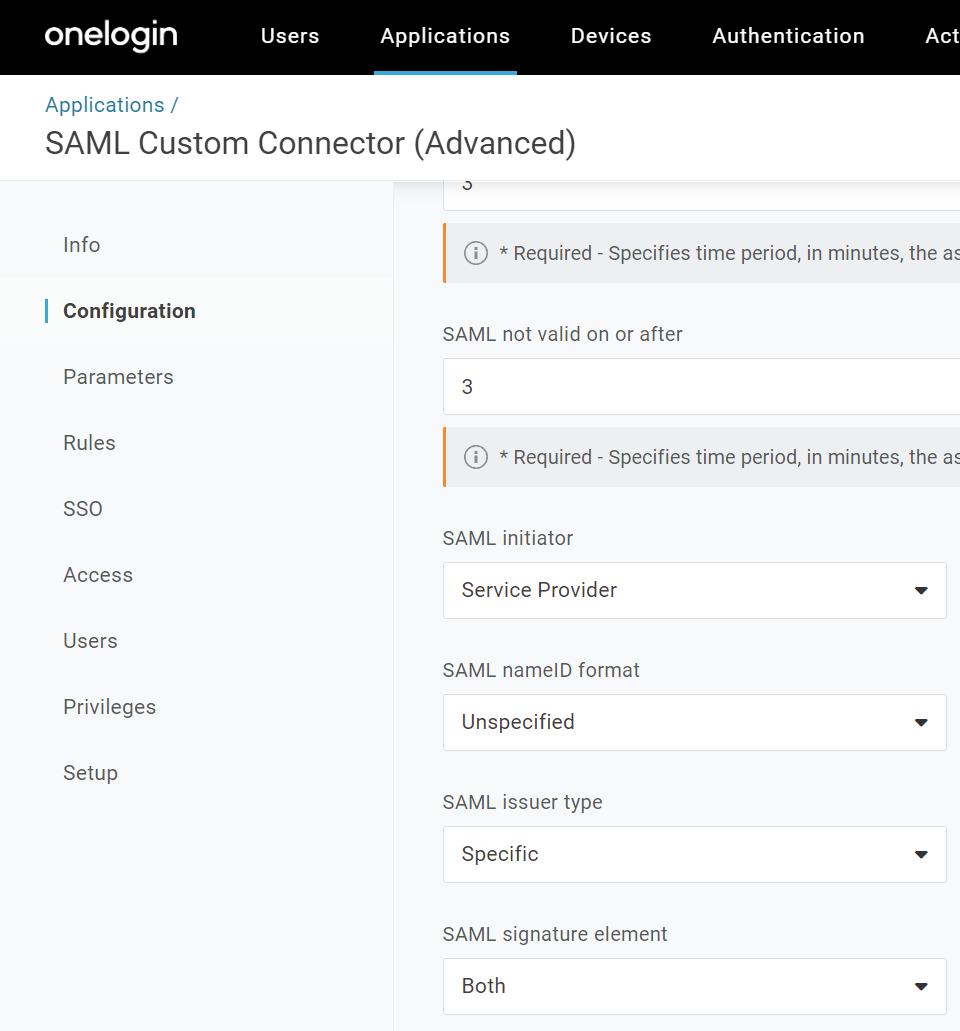 onelogin Users Applications Devices Authentication Act
Applications /
SAML Custom Connector (Advanced)
Info
Configuration
Parameters
Rules
SSO
Access
Users
Privileges
Setup
3
* Required - Specifies time period, in minutes, the as
SAML not valid on or after
3
* Required - Specifies time period, in minutes, the as
SAML initiator
Service Provider
SAML nameID format
Unspecified
SAML issuer type
Specific
SAML signature element
Both